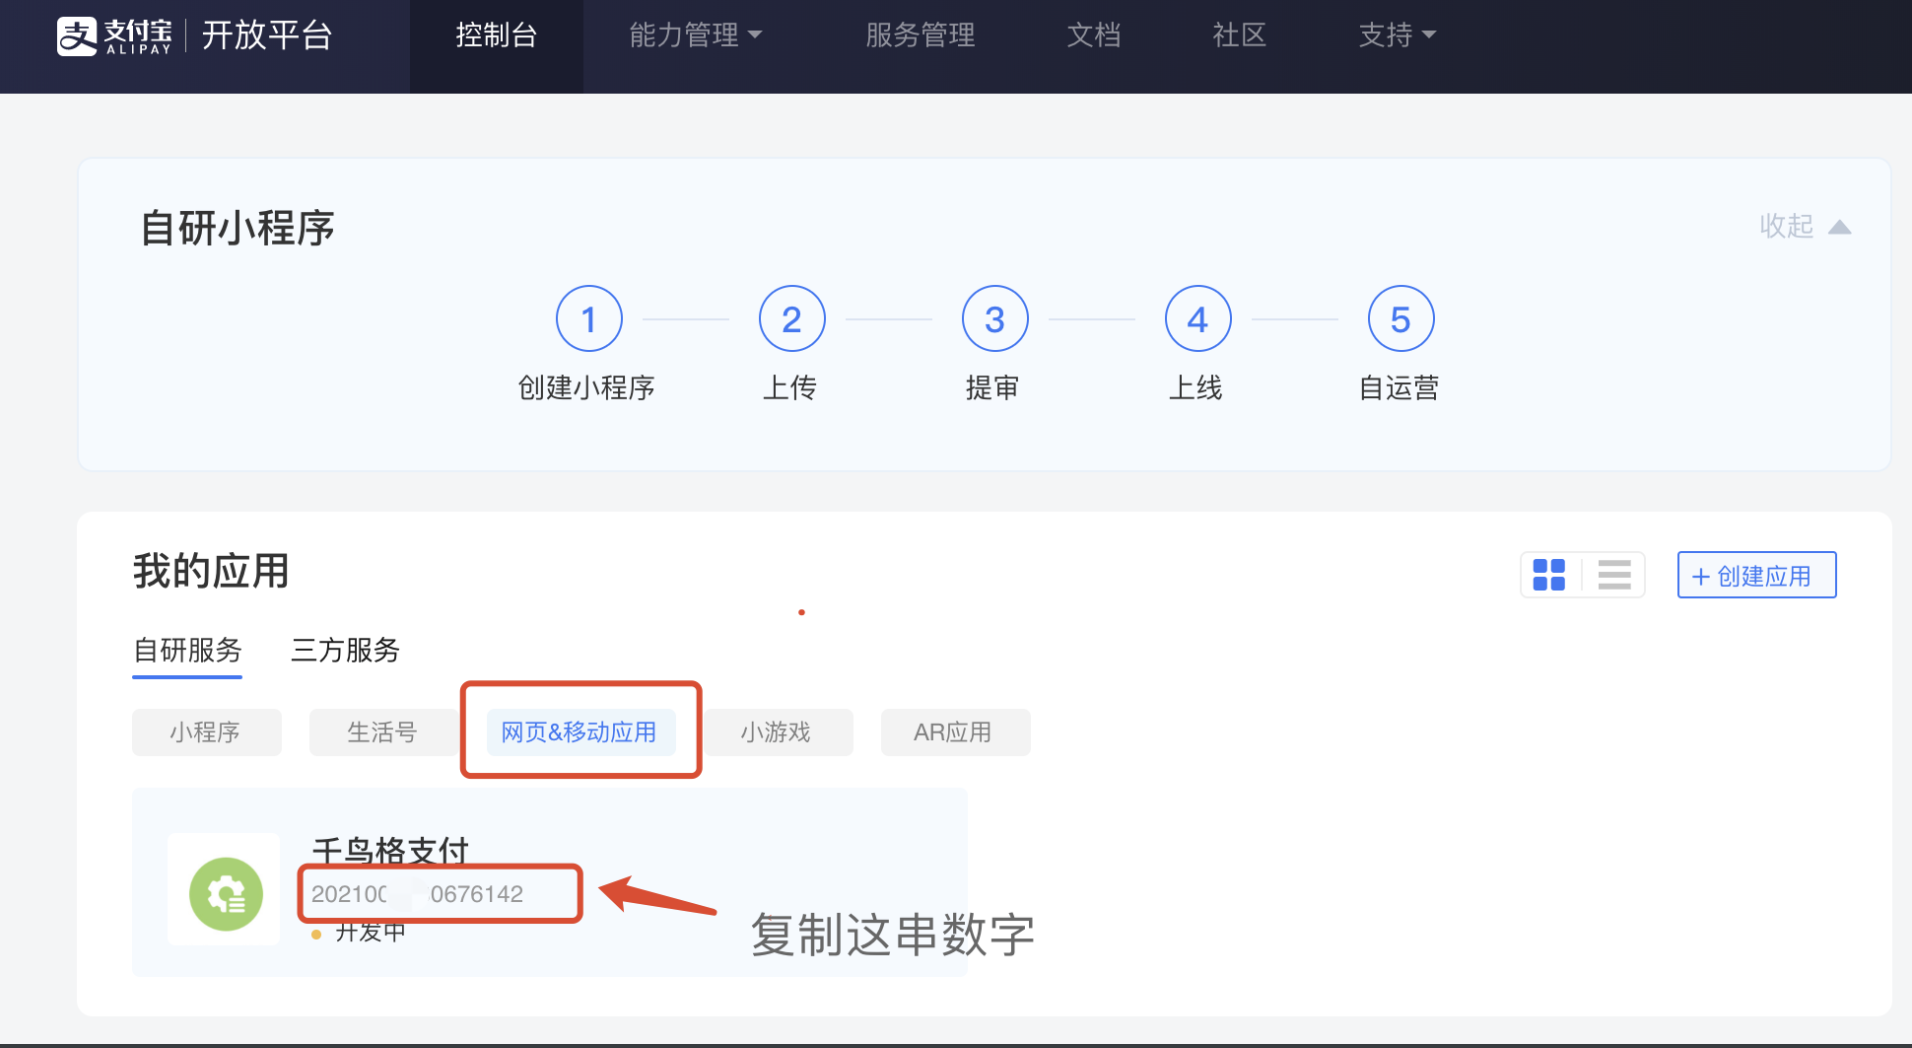 支付宝 ALIPAY 开放平台 控制台 能力管理 服务管理 文档 社区 支持
自研小程序 收起
1 2 3 4 5
创建小程序 上传 提审 上线 自运营
我的应用 + 创建应用
自研服务 三方服务
小程序 生活号 网页&移动应用 小游戏 AR应用
千鸟格支付
20210 0676142
开发中
复制这串数字